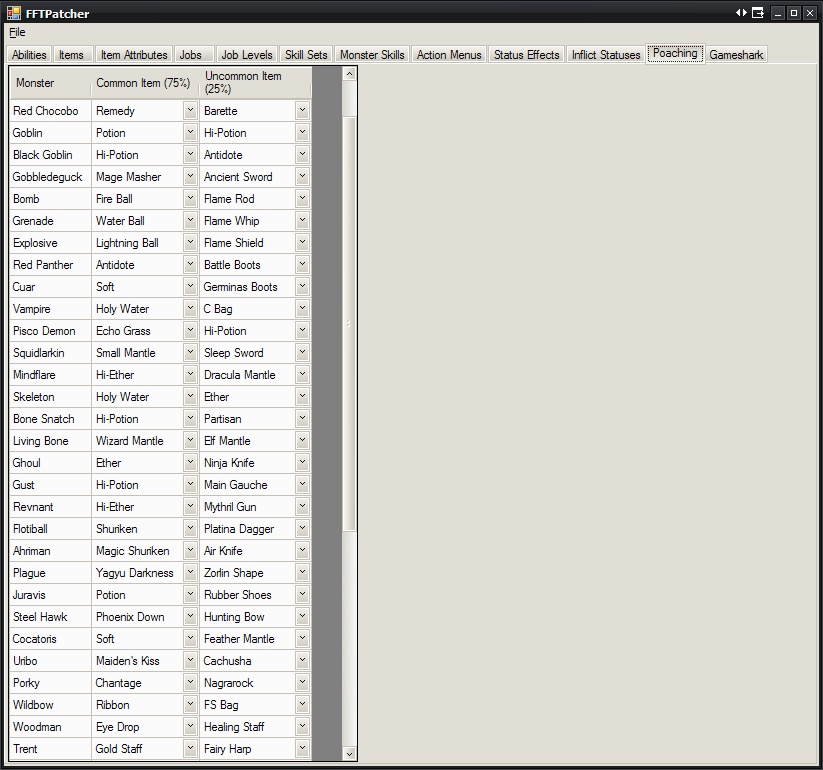 FFTPatcher
File
Abilities Items Item Attributes Jobs Job Levels Skill Sets Monster Skills Action Menus Status Effects Inflict Statuses Poaching Gameshark
Monster Common Item (75%) Uncommon Item (25%)
Red Chocobo Remedy Barette
Goblin Potion Hi-Potion
Black Goblin Hi-Potion Antidote
Gobbledeguck Mage Masher Ancient Sword
Bomb Fire Ball Flame Rod
Grenade Water Ball Flame Whip
Explosive Lightning Ball Flame Shield
Red Panther Antidote Battle Boots
Cuar Soft Germinas Boots
Vampire Holy Water C Bag
Pisco Demon Echo Grass Hi-Potion
Squidlarkin Small Mantle Sleep Sword
Mindflare Hi-Ether Dracula Mantle
Skeleton Holy Water Ether
Bone Snatch Hi-Potion Partisan
Living Bone Wizard Mantle Elf Mantle
Ghoul Ether Ninja Knife
Gust Hi-Potion Main Gauche
Revnant Hi-Ether Mythril Gun
Flotiball Shuriken Platina Dagger
Ahriman Magic Shuriken Air Knife
Plague Yagyu Darkness Zorlin Shape
Juravis Potion Rubber Shoes
Steel Hawk Phoenix Down Hunting Bow
Cocatoris Soft Feather Mantle
Uribo Maiden's Kiss Cachusha
Porky Chantage Nagrarock
Wildbow Ribbon FS Bag
Woodman Eye Drop Healing Staff
Trent Gold Staff Fairy Harp